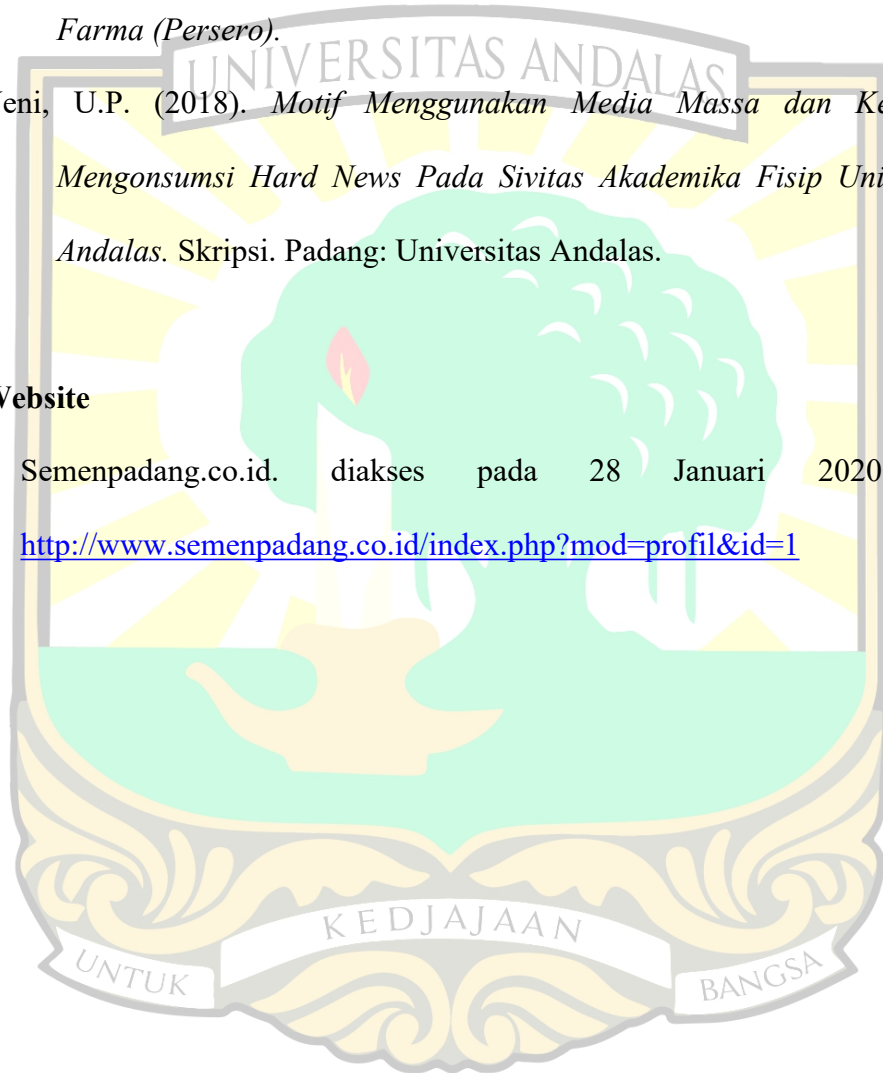 Farma (Persero).
UNIVERSITAS ANDALAS
eni, U.P. (2018). Motif Menggunakan Media Massa dan Ke
Mengonsumsi Hard News Pada Sivitas Akademika Fisip Uni
Andalas. Skripsi. Padang: Universitas Andalas.
Website
Semenpadang.co.id. diakses pada 28 Januari 2020
http://www.semenpadang.co.id/index.php?mod=profil&id=1
UNTUK KEDJAJAAN BANGSA